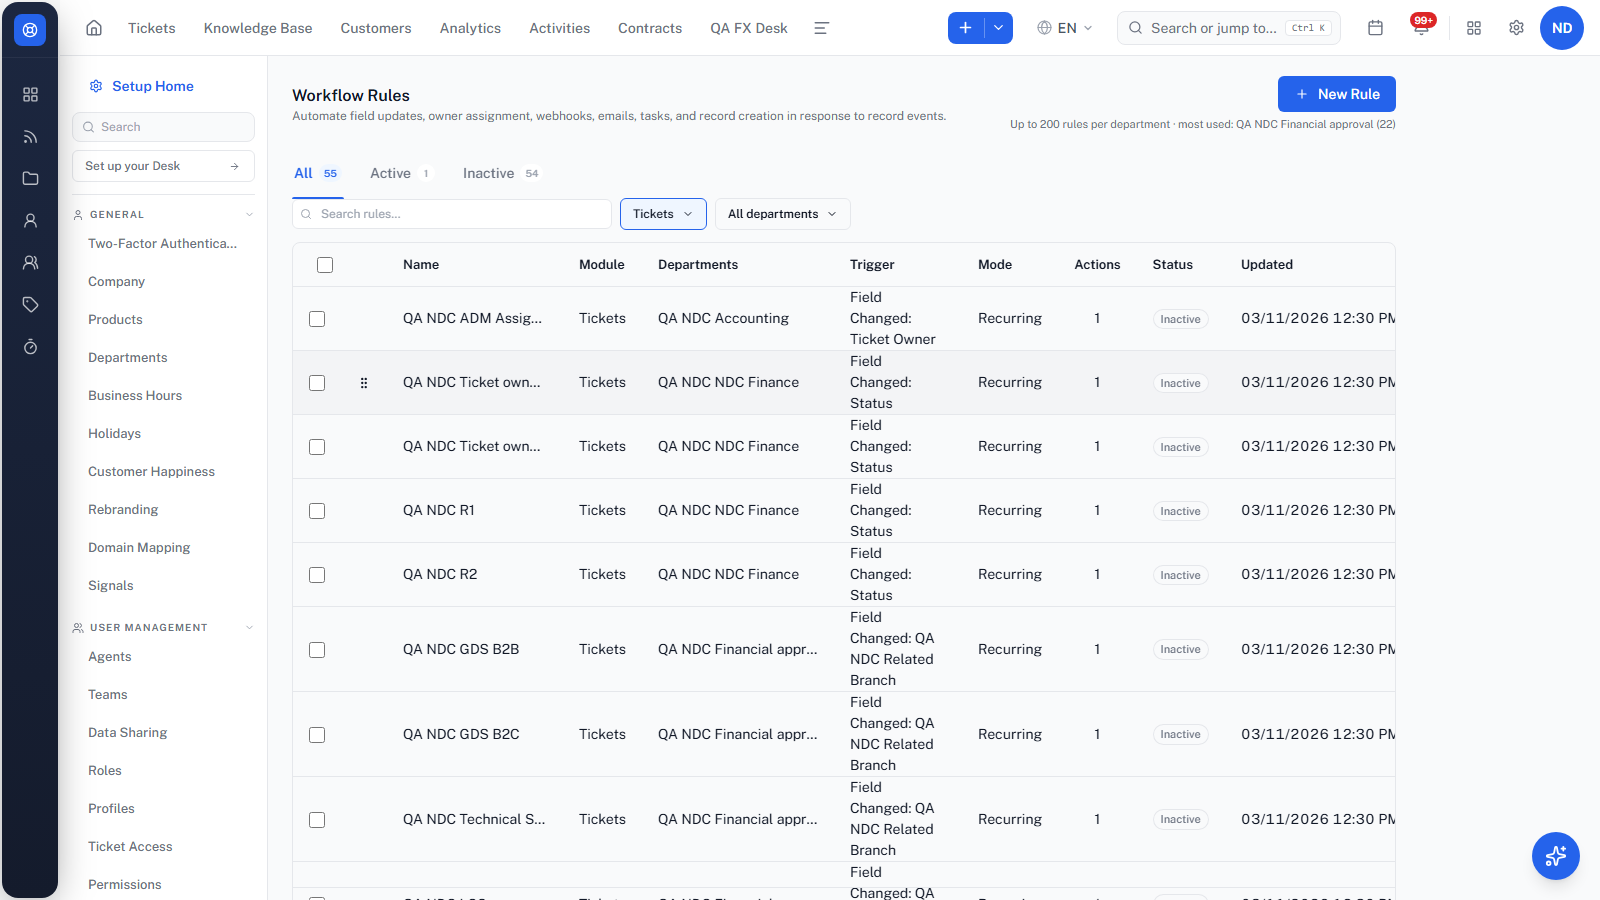 Tickets
Knowledge Base
Customers
Analytics
Activities
Contracts
QA FX Desk
EN
Search or jump to...
Ctrl K
99+
ND
Setup Home
Search
Set up your Desk
GENERAL
Two-Factor Authentica...
Company
Products
Departments
Business Hours
Holidays
Customer Happiness
Rebranding
Domain Mapping
Signals
USER MANAGEMENT
Agents
Teams
Data Sharing
Roles
Profiles
Ticket Access
Permissions
Workflow Rules
Automate field updates, owner assignment, webhooks, emails, tasks, and record creation in response to record events.
New Rule
Up to 200 rules per department · most used: QA NDC Financial approval (22)
All 55
Active 1
Inactive 54
Search rules...
Tickets
All departments
Name Module Departments Trigger Mode Actions Status Updated
QA NDC ADM Assig... Tickets QA NDC Accounting Field Changed: Ticket Owner Recurring 1 Inactive 03/11/2026 12:30 PM
QA NDC Ticket own... Tickets QA NDC NDC Finance Field Changed: Status Recurring 1 Inactive 03/11/2026 12:30 PM
QA NDC Ticket own... Tickets QA NDC NDC Finance Field Changed: Status Recurring 1 Inactive 03/11/2026 12:30 PM
QA NDC R1 Tickets QA NDC NDC Finance Field Changed: Status Recurring 1 Inactive 03/11/2026 12:30 PM
QA NDC R2 Tickets QA NDC NDC Finance Field Changed: Status Recurring 1 Inactive 03/11/2026 12:30 PM
QA NDC GDS B2B Tickets QA NDC Financial appr... Field Changed: QA NDC Related Branch Recurring 1 Inactive 03/11/2026 12:30 PM
QA NDC GDS B2C Tickets QA NDC Financial appr... Field Changed: QA NDC Related Branch Recurring 1 Inactive 03/11/2026 12:30 PM
QA NDC Technical S... Tickets QA NDC Financial appr... Field Changed: QA NDC Related Branch Recurring 1 Inactive 03/11/2026 12:30 PM
Field Changed: QA